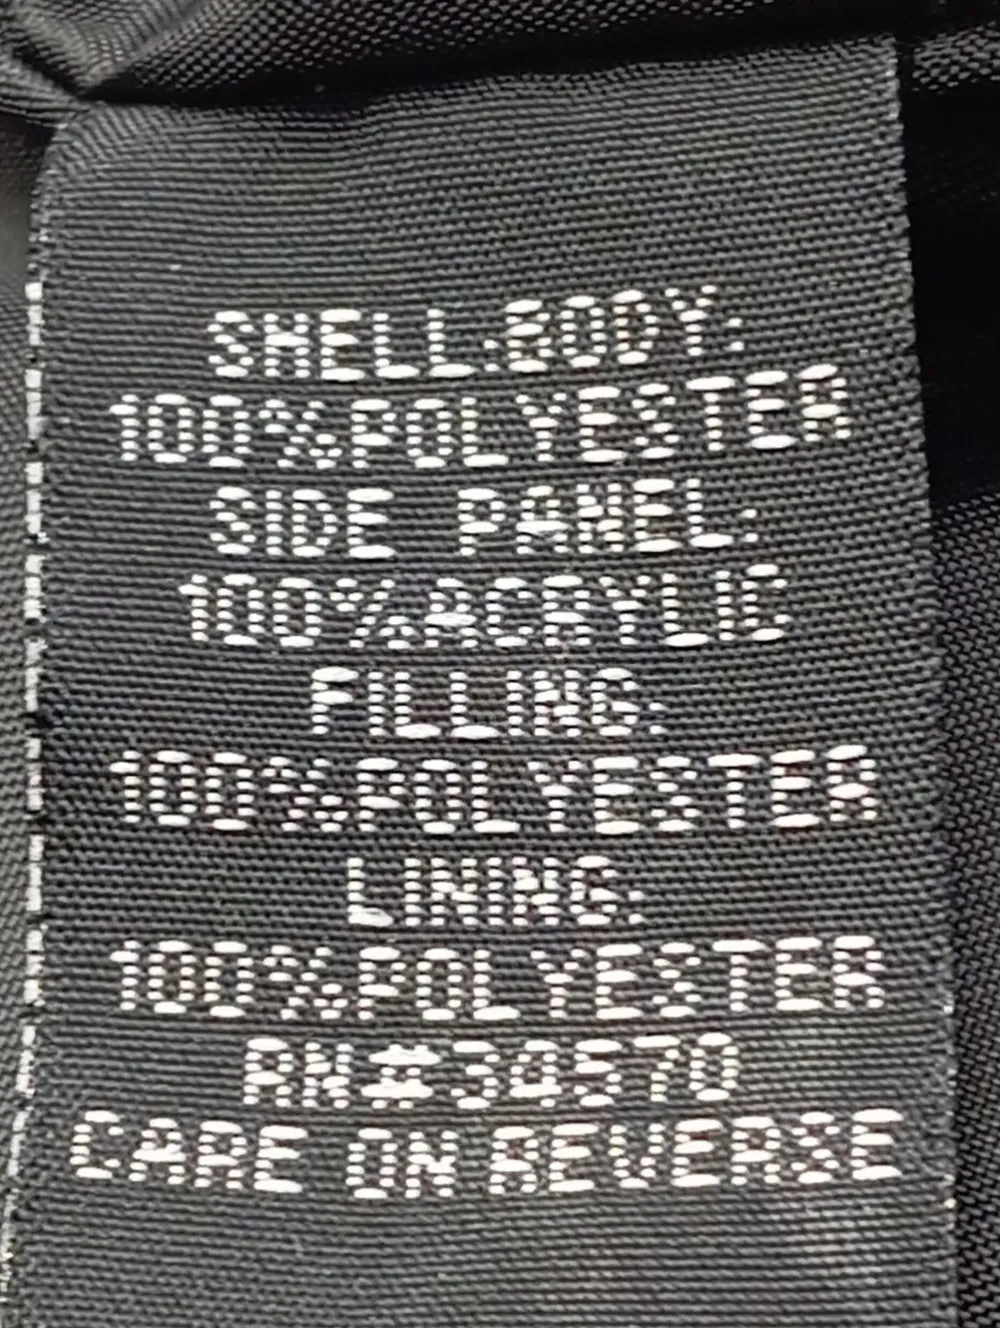 SHELL:BODY:
100%POLYESTER
SIDE PANEL:
100%ACRYLIC
FILLING:
100%POLYESTER
LINING:
100%POLYESTER
RN#34570
CARE ON REVERSE